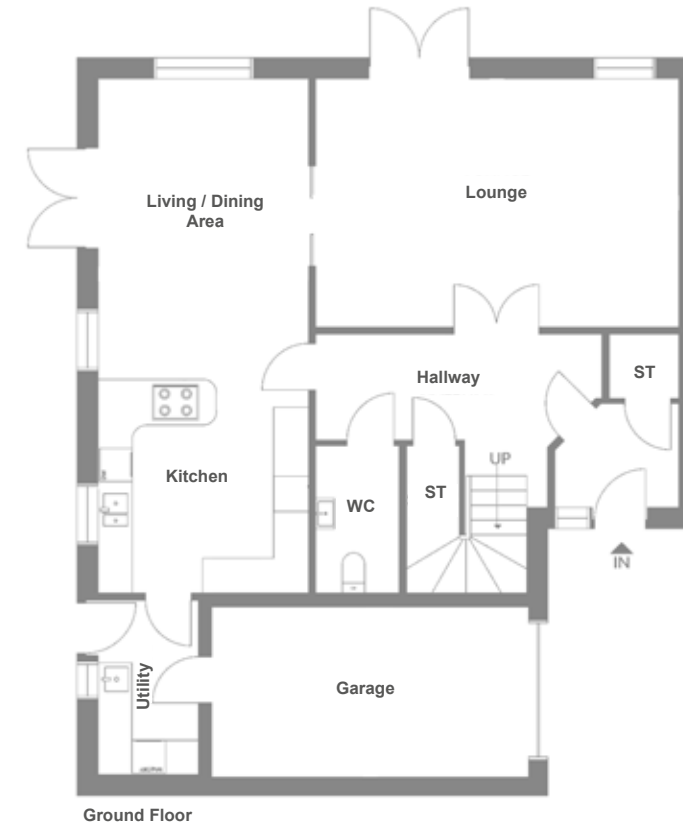 Living / Dining
Area
Lounge
Hallway
ST
Kitchen
WC
ST
UP
IN
Utility
Garage
Ground Floor